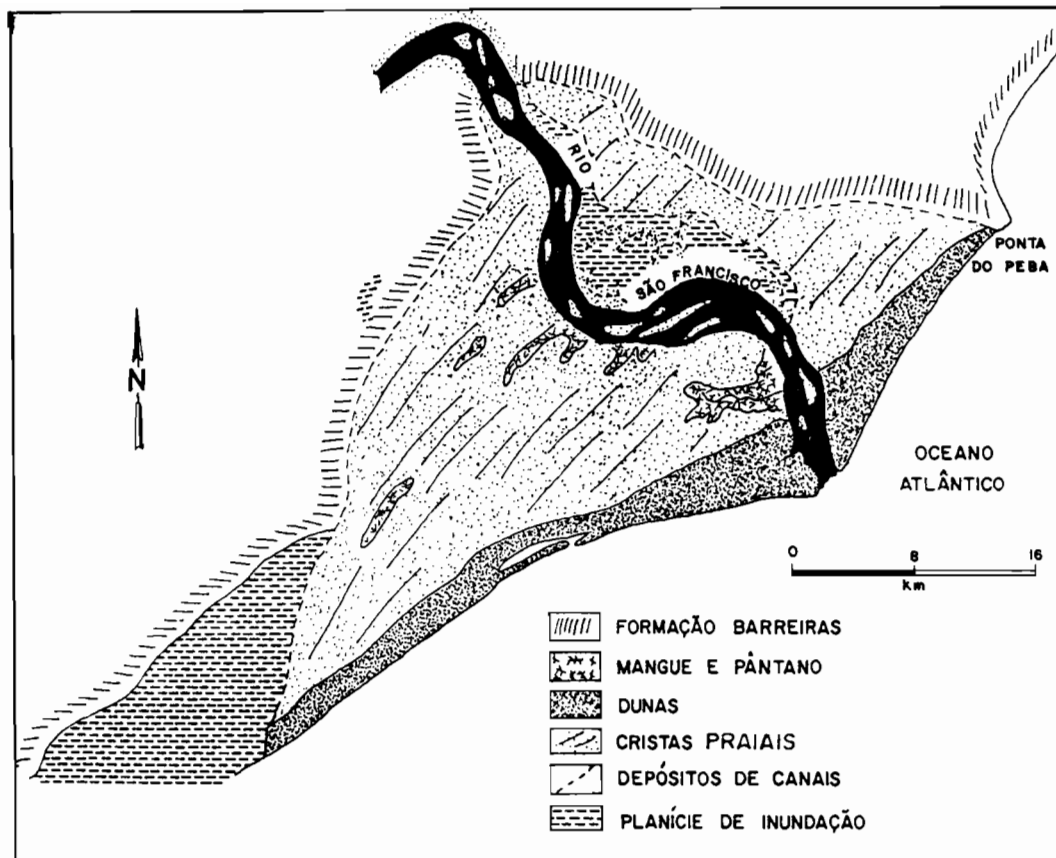 RIO
SÃO FRANCISCO
PONTA
DO PEBA
N
OCEANO
ATLÂNTICO
0 8 16
km
FORMAÇÃO BARREIRAS
MANGUE E PÂNTANO
DUNAS
CRISTAS PRAIAIS
DEPÓSITOS DE CANAIS
PLANÍCIE DE INUNDAÇÃO